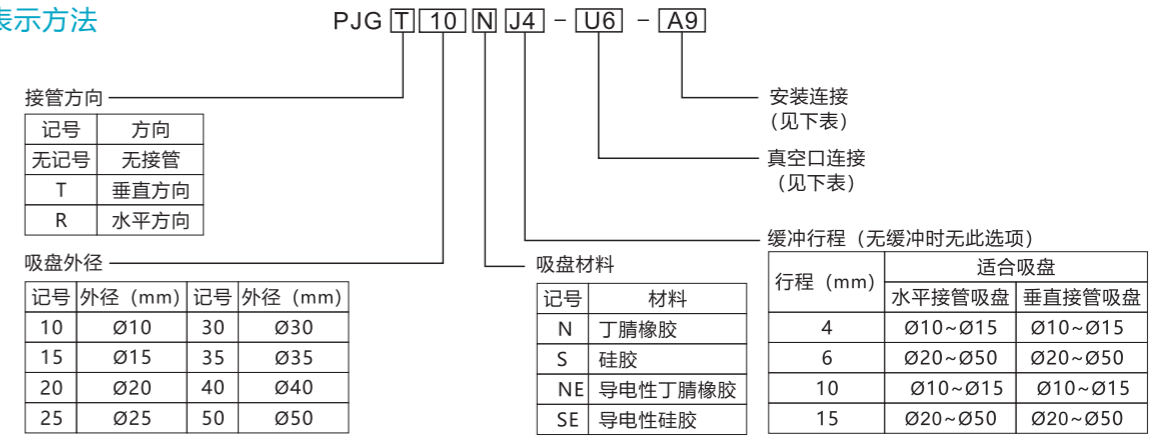 表示方法
PJG T 10 N J4 - U6 - A9
接管方向
记号 方向
无记号 无接管
T 垂直方向
R 水平方向
安装连接
(见下表)
真空口连接
(见下表)
吸盘外径
记号 外径（mm) 记号 外径（mm)
10 Ø10 30 Ø30
15 Ø15 35 Ø35
20 Ø20 40 Ø40
25 Ø25 50 Ø50
吸盘材料
记号 材料
N 丁腈橡胶
S 硅胶
NE 导电性丁腈橡胶
SE 导电性硅胶
缓冲行程（无缓冲时无此选项）
行程（mm) 适合吸盘
水平接管吸盘 垂直接管吸盘
4 Ø10~Ø15 Ø10~Ø15
6 Ø20~Ø50 Ø20~Ø50
10 Ø10~Ø15 Ø10~Ø15
15 Ø20~Ø50 Ø20~Ø50